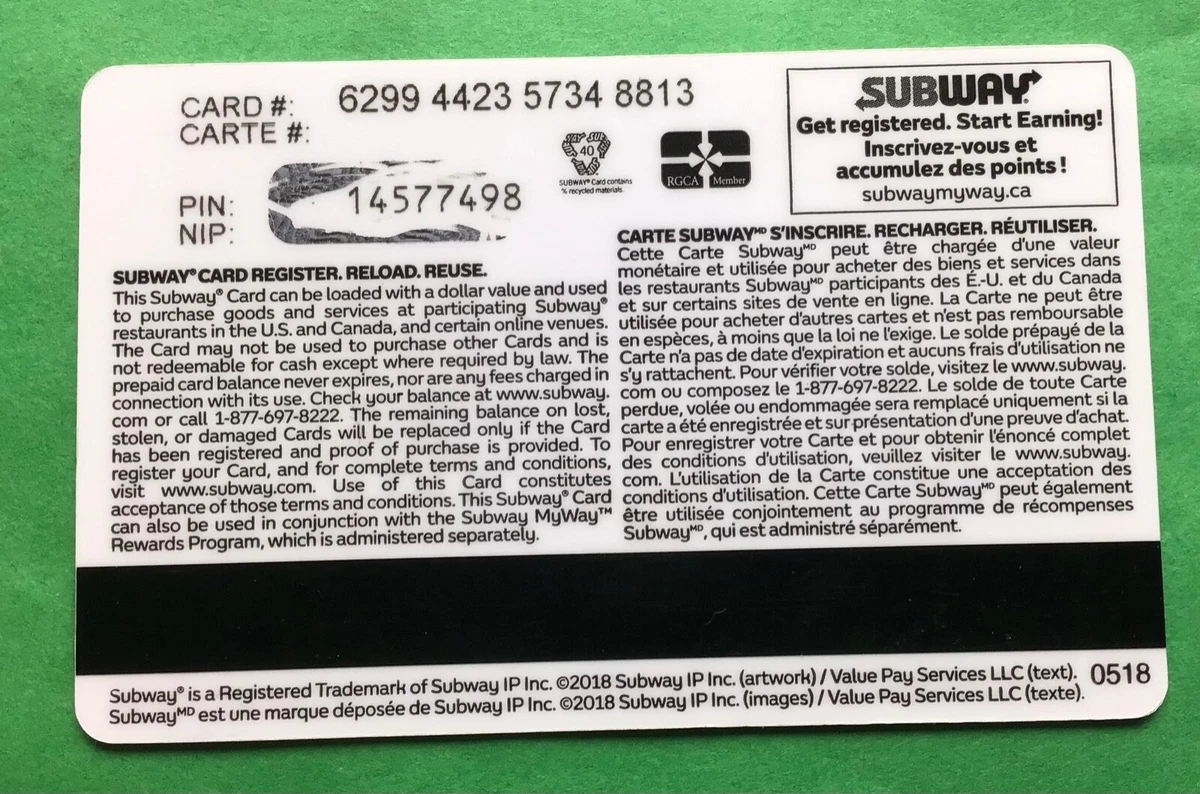 CARD #: 6299 4423 5734 8813
CARTE #:
PIN: 14577498
NIP:
40
SUBWAY® Card contains
% recycled materials.
RGCA Member
SUBWAY®
Get registered. Start Earning!
Inscrivez-vous et
accumulez des points !
subwaymyway.ca
SUBWAY® CARD REGISTER. RELOAD. REUSE.
This Subway® Card can be loaded with a dollar value and used
to purchase goods and services at participating Subway®
restaurants in the U.S. and Canada, and certain online venues.
The Card may not be used to purchase other Cards and is
not redeemable for cash except where required by law. The
prepaid card balance never expires, nor are any fees charged in
connection with its use. Check your balance at www.subway.
com or call 1-877-697-8222. The remaining balance on lost,
stolen, or damaged Cards will be replaced only if the Card
has been registered and proof of purchase is provided. To
register your Card, and for complete terms and conditions,
visit www.subway.com. Use of this Card constitutes
acceptance of those terms and conditions. This Subway® Card
can also be used in conjunction with the Subway MyWay™
Rewards Program, which is administered separately.
CARTE SUBWAYᴹᴰ S'INSCRIRE. RECHARGER. RÉUTILISER.
Cette Carte Subwayᴹᴰ peut être chargée d'une valeur
monétaire et utilisée pour acheter des biens et services dans
les restaurants Subwayᴹᴰ participants des É.-U. et du Canada
et sur certains sites de vente en ligne. La Carte ne peut être
utilisée pour acheter d'autres cartes et n'est pas remboursable
en espèces, à moins que la loi ne l'exige. Le solde prépayé de la
Carte n'a pas de date d'expiration et aucuns frais d'utilisation ne
s'y rattachent. Pour vérifier votre solde, visitez le www.subway.
com ou composez le 1-877-697-8222. Le solde de toute Carte
perdue, volée ou endommagée sera remplacé uniquement si la
carte a été enregistrée et sur présentation d'une preuve d'achat.
Pour enregistrer votre Carte et pour obtenir l'énoncé complet
des conditions d'utilisation, veuillez visiter le www.subway.
com. L'utilisation de la Carte constitue une acceptation des
conditions d'utilisation. Cette Carte Subwayᴹᴰ peut également
être utilisée conjointement au programme de récompenses
Subwayᴹᴰ, qui est administré séparément.
Subway® is a Registered Trademark of Subway IP Inc. ©2018 Subway IP Inc. (artwork) / Value Pay Services LLC (text). 0518
Subwayᴹᴰ est une marque déposée de Subway IP Inc. ©2018 Subway IP Inc. (images) / Value Pay Services LLC (texte).